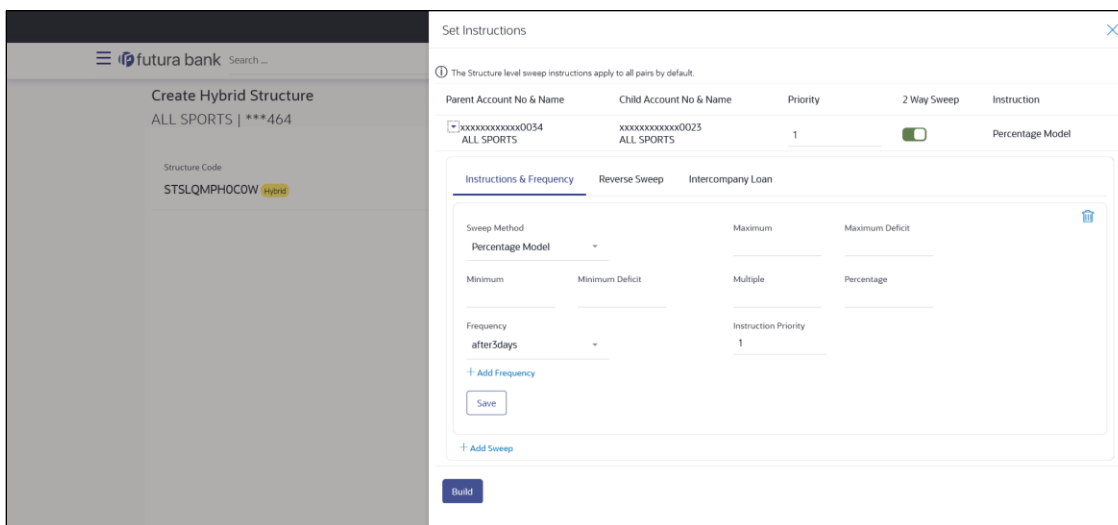 Set Instructions
futura bank Search ...
Create Hybrid Structure
ALL SPORTS | ***464
Structure Code
STSLQMPH0C0W Hybrid
The Structure level sweep instructions apply to all pairs by default.
Parent Account No & Name Child Account No & Name Priority 2 Way Sweep Instruction
xxxxxxxxxxxx0034 xxxxxxxxxxxx0023 1 Percentage Model
ALL SPORTS ALL SPORTS
Instructions & Frequency Reverse Sweep Intercompany Loan
Sweep Method Maximum Maximum Deficit
Percentage Model
Minimum Minimum Deficit Multiple Percentage
Frequency Instruction Priority
after3days 1
+ Add Frequency
Save
+ Add Sweep
Build